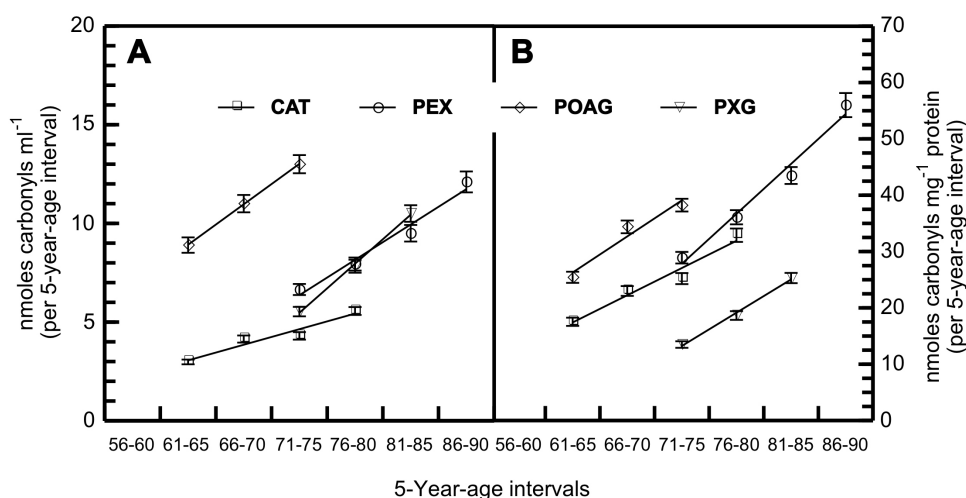 20
15
10
5
0
nmoles carbonyls ml⁻¹
(per 5-year-age interval)
A
B
CAT PEX POAG PXG
70
60
50
40
30
20
10
0
nmoles carbonyls mg⁻¹ protein
(per 5-year-age interval)
56-60 61-65 66-70 71-75 76-80 81-85 86-90
56-60 61-65 66-70 71-75 76-80 81-85 86-90
5-Year-age intervals